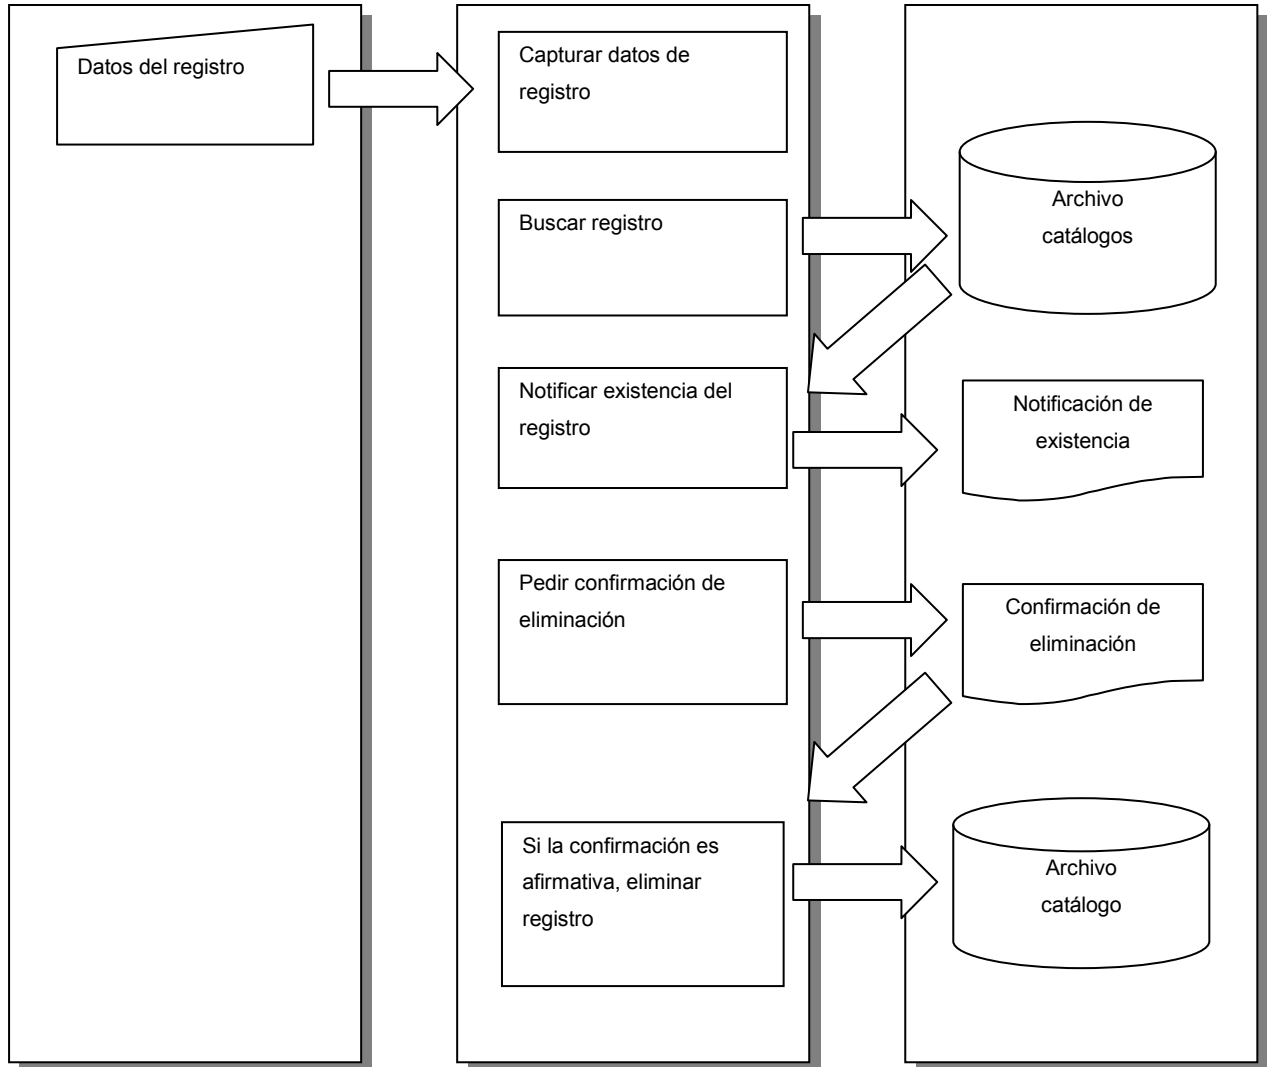 Datos del registro
Capturar datos de
registro
Buscar registro
Archivo
catálogos
Notificar existencia del
registro
Notificación de
existencia
Pedir confirmación de
eliminación
Confirmación de
eliminación
Si la confirmación es
afirmativa, eliminar
registro
Archivo
catálogo